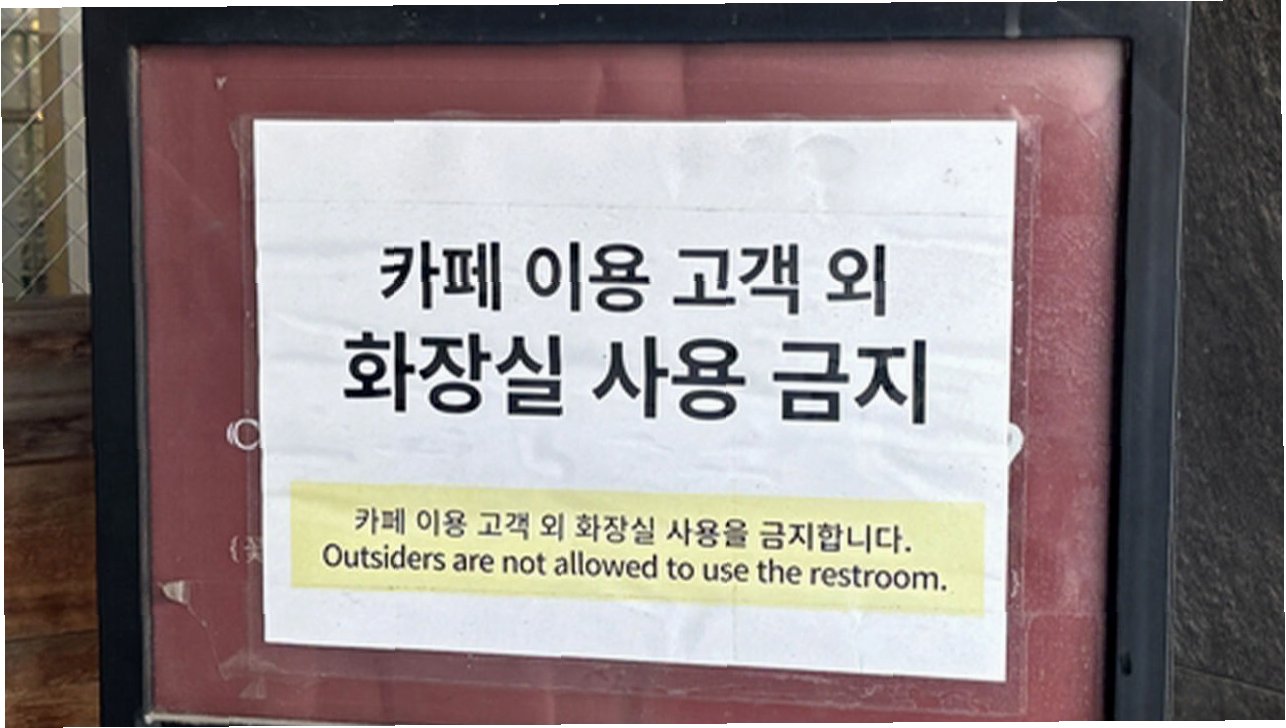 카페 이용 고객 외
화장실 사용 금지
카페 이용 고객 외 화장실 사용을 금지합니다.
Outsiders are not allowed to use the restroom.